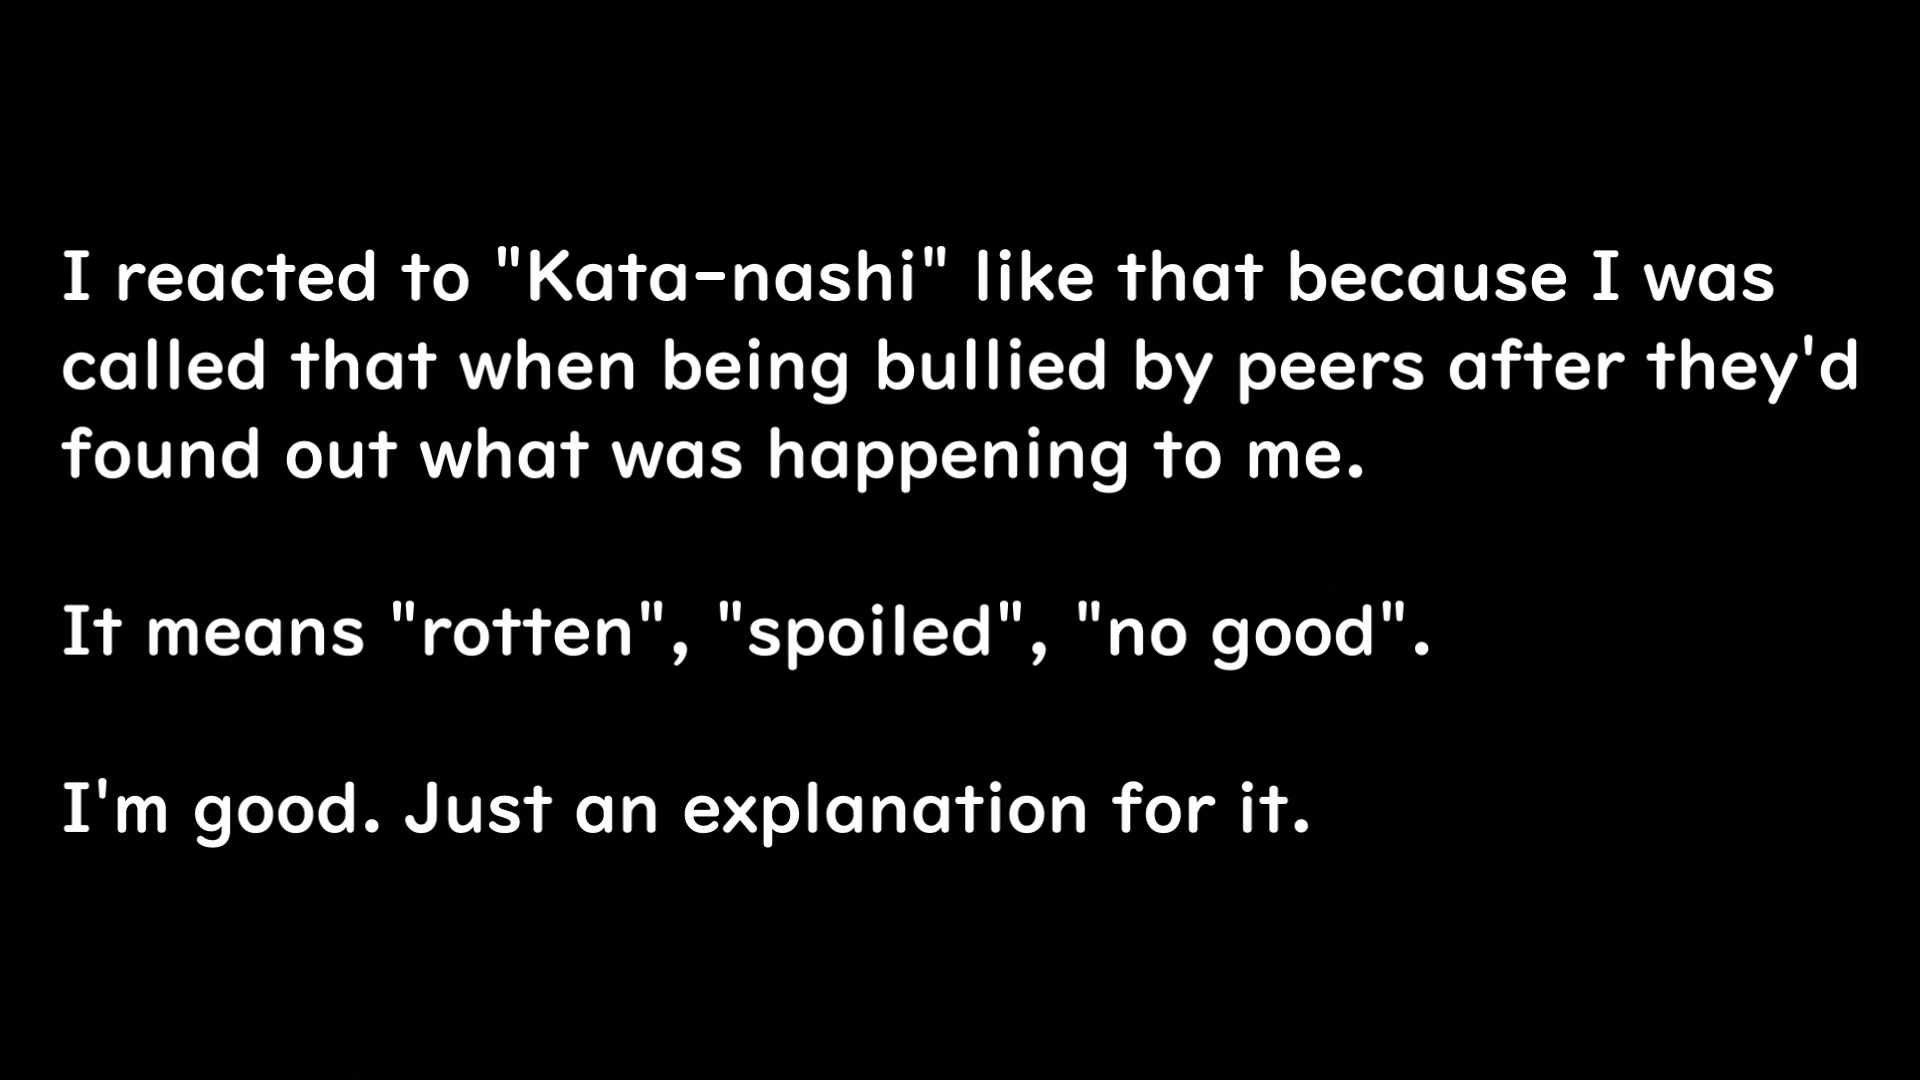 I reacted to "Kata-nashi" like that because I was
called that when being bullied by peers after they'd
found out what was happening to me.
It means "rotten", "spoiled", "no good".
I'm good. Just an explanation for it.